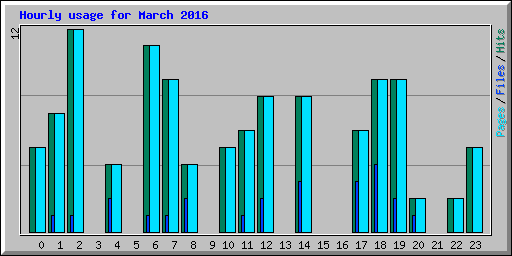 Hourly usage for March 2016
12
Pages/Files/Hits
0 1 2 3 4 5 6 7 8 9 10 11 12 13 14 15 16 17 18 19 20 21 22 23